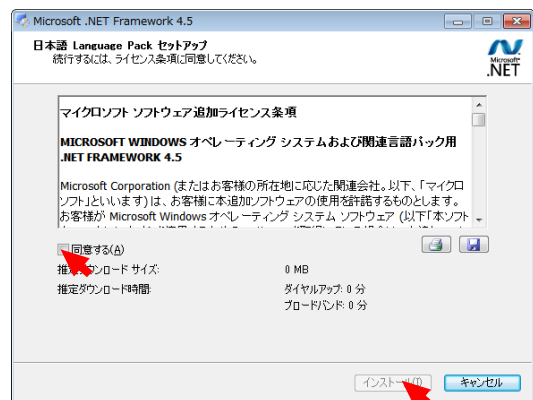 Microsoft .NET Framework 4.5
日本語 Language Pack セットアップ
続行するには、ライセンス条項に同意してください。
Microsoft
.NET
マイクロソフト ソフトウェア追加ライセンス条項
MICROSOFT WINDOWS オペレーティング システムおよび関連言語パック用
.NET FRAMEWORK 4.5
Microsoft Corporation (またはお客様の所在地に応じた関連会社。以下、「マイクロ
ソフト」といいます) は、お客様に本追加ソフトウェアの使用を許諾するものとします。
お客様が Microsoft Windows オペレーティング システム ソフトウェア (以下「本ソフト
同意する(A)
推定ダウンロード サイズ: 0 MB
推定ダウンロード時間: ダイヤルアップ: 0 分
ブロードバンド: 0 分
インストール(I) キャンセル